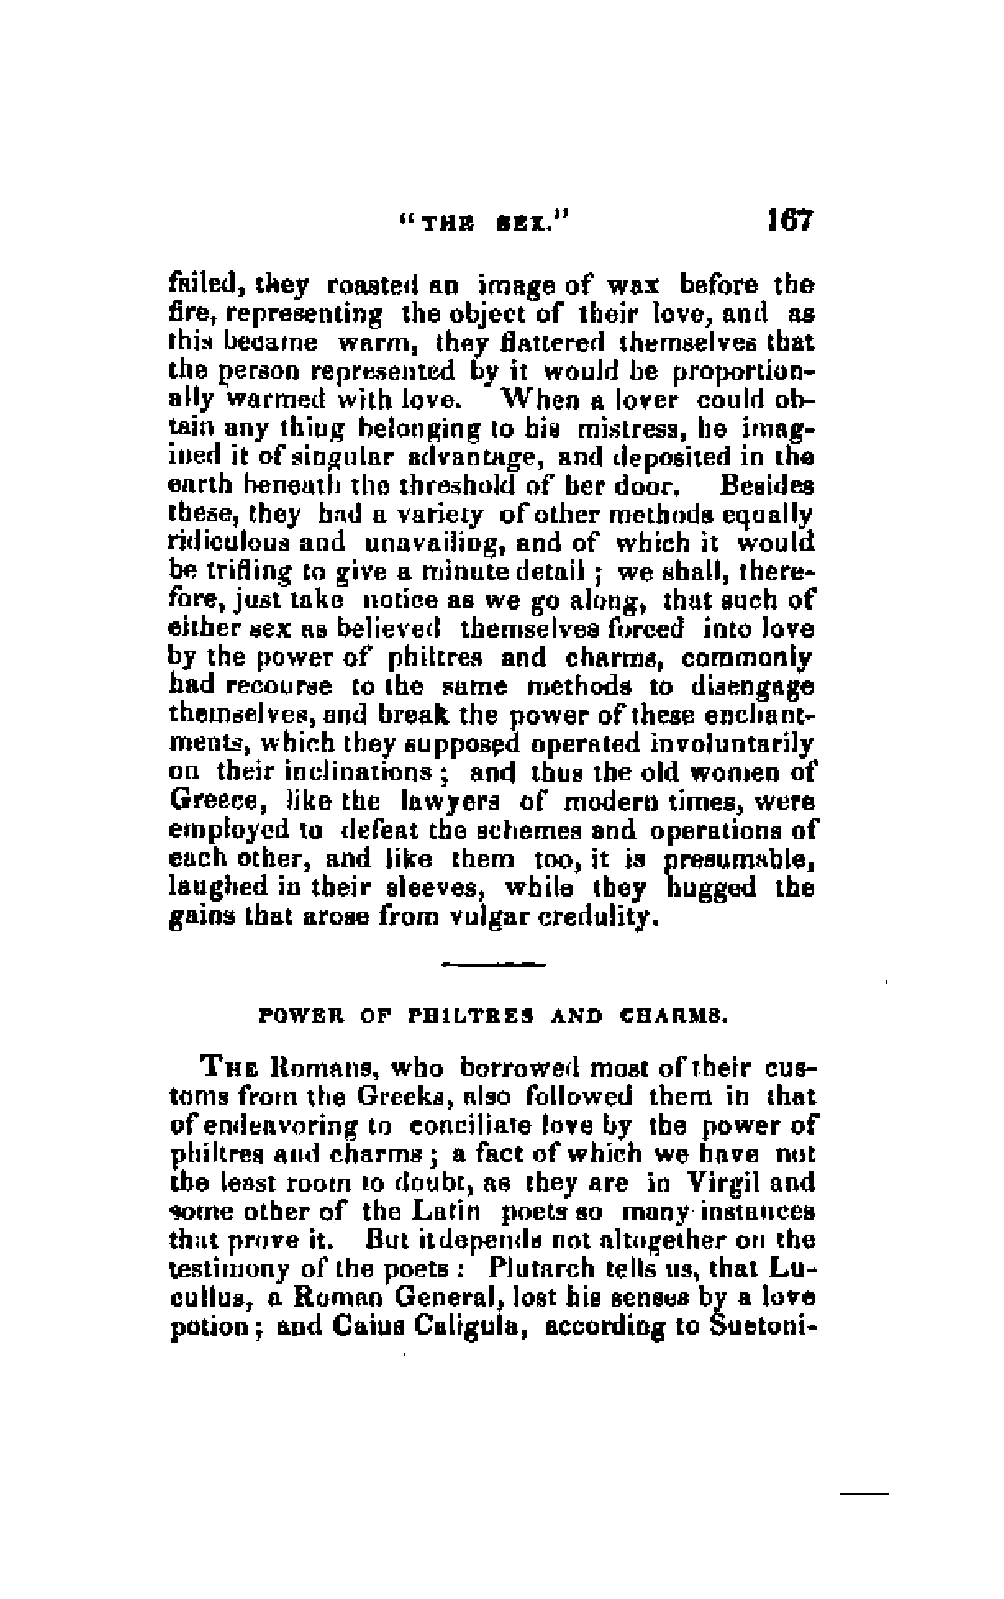 "THE SEX." 167
failed, they roasted an image of wax before the
fire, representing the object of their love, and as
this became warm, they flattered themselves that
the person represented by it would be proportion-
ally warmed with love. When a lover could ob-
tain any thing belonging to his mistress, he imag-
ined it of singular advantage, and deposited in the
earth beneath the threshold of her door. Besides
these, they had a variety of other methods equally
ridiculous and unavailing, and of which it would
be trifling to give a minute detail; we shall, there-
fore, just take notice as we go along, that such of
either sex as believed themselves forced into love
by the power of philtres and charms, commonly
had recourse to the same methods to disengage
themselves, and break the power of these enchant-
ments, which they supposed operated involuntarily
on their inclinations; and thus the old women of
Greece, like the lawyers of modern times, were
employed to defeat the schemes and operations of
each other, and like them too, it is presumable,
laughed in their sleeves, while they hugged the
gains that arose from vulgar credulity.
POWER OF PHILTRES AND CHARMS.
THE Romans, who borrowed most of their cus-
toms from the Greeks, also followed them in that
of endeavoring to conciliate love by the power of
philtres and charms; a fact of which we have not
the least room to doubt, as they are in Virgil and
some other of the Latin poets so many instances
that prove it. But it depends not altogether on the
testimony of the poets: Plutarch tells us, that Lu-
cullus, a Roman General, lost his senses by a love
potion; and Caius Caligula, according to Suetoni-